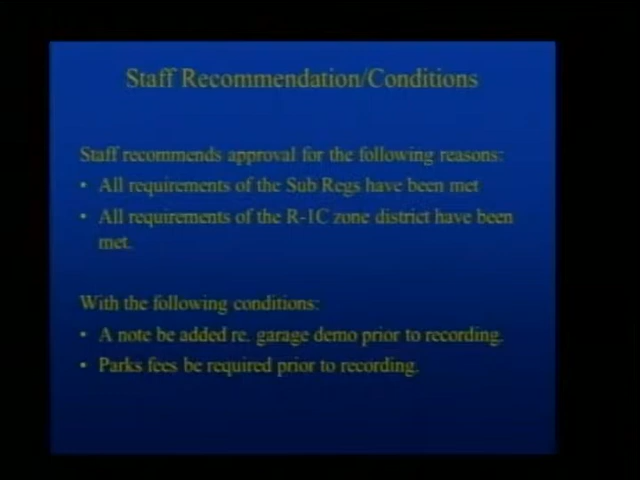 Staff Recommendation/Conditions
Staff recommends approval for the following reasons:
• All requirements of the Sub Regs have been met
• All requirements of the R-1C zone district have been
met.
With the following conditions:
• A note be added re. garage demo prior to recording.
• Parks fees be required prior to recording.